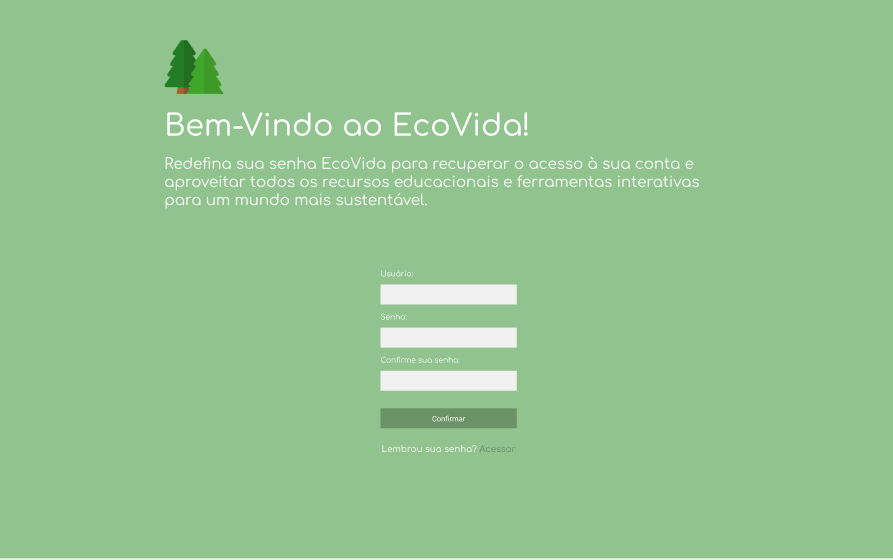 Bem-Vindo ao EcoVida!
Redefina sua senha EcoVida para recuperar o acesso à sua conta e
aproveitar todos os recursos educacionais e ferramentas interativas
para um mundo mais sustentável.
Usuário:
Senha:
Confirme sua senha:
Confirmar
Lembrou sua senha? Acessar